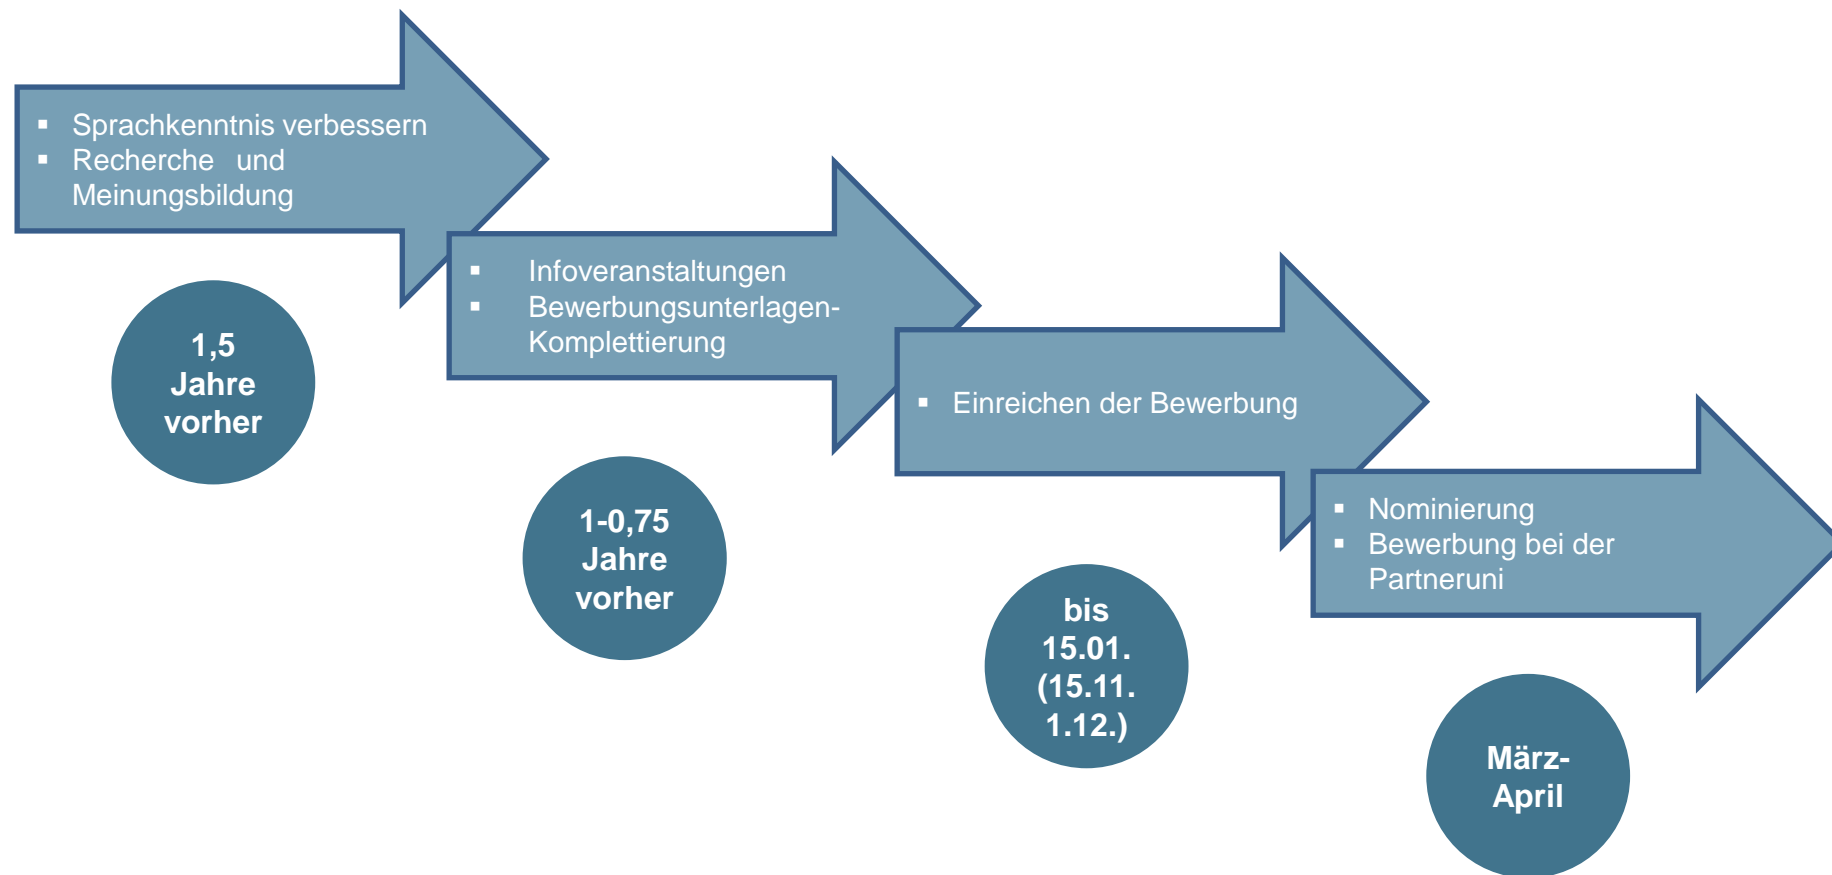 ▪ Sprachkenntnis verbessern
▪ Recherche und
Meinungsbildung
1,5
Jahre
vorher
▪ Infoveranstaltungen
▪ Bewerbungsunterlagen-
Komplettierung
1-0,75
Jahre
vorher
▪ Einreichen der Bewerbung
bis
15.01.
(15.11.
1.12.)
▪ Nominierung
▪ Bewerbung bei der
Partneruni
März-
April